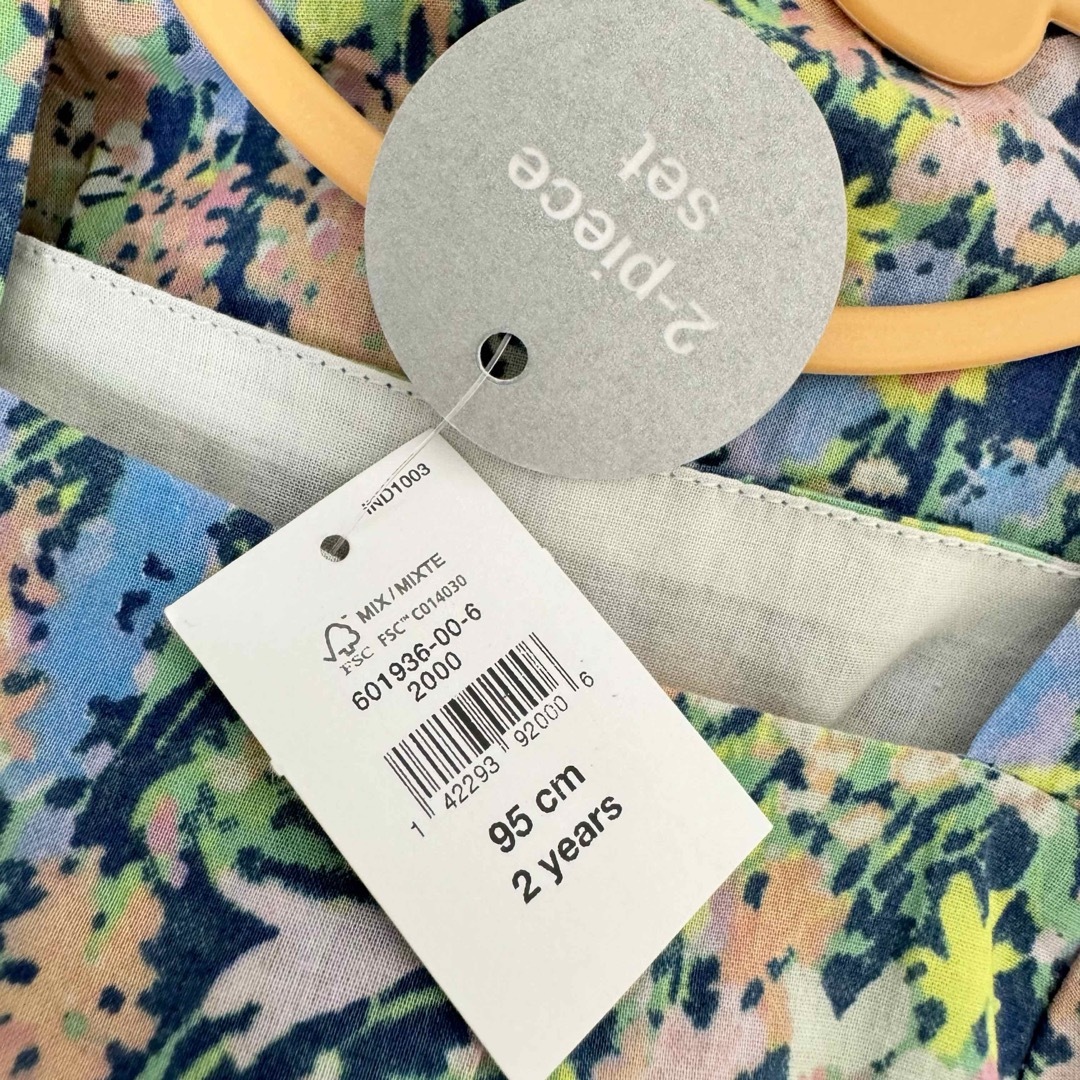 2-piece
set
IND1003
MIX / MIXTE
FSC™ C014030
FSC
601936-00-6
2000
1 42293 92000 6
95 cm
2 years